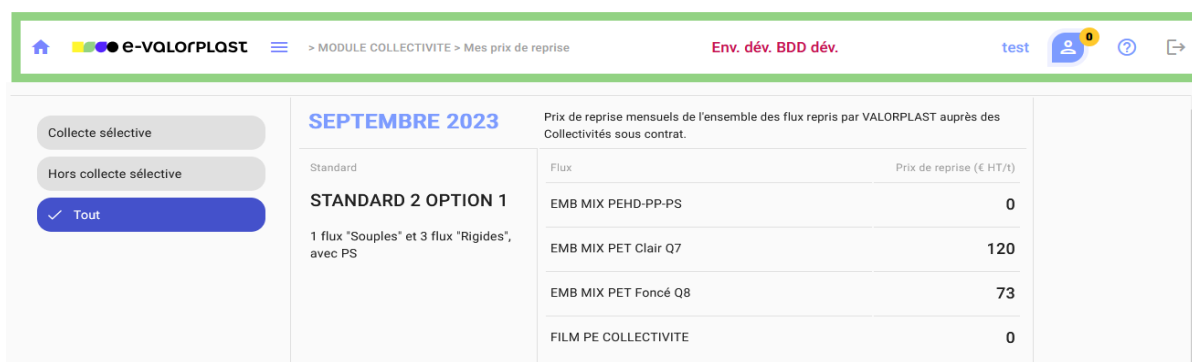 e-valorplast
> MODULE COLLECTIVITE > Mes prix de reprise
Env. dév. BDD dév.
test
0
Collecte sélective
Hors collecte sélective
Tout
SEPTEMBRE 2023
Prix de reprise mensuels de l'ensemble des flux repris par VALORPLAST auprès des
Collectivités sous contrat.
Standard
STANDARD 2 OPTION 1
1 flux "Souples" et 3 flux "Rigides",
avec PS
Flux Prix de reprise (€ HT/t)
EMB MIX PEHD-PP-PS 0
EMB MIX PET Clair Q7 120
EMB MIX PET Foncé Q8 73
FILM PE COLLECTIVITE 0